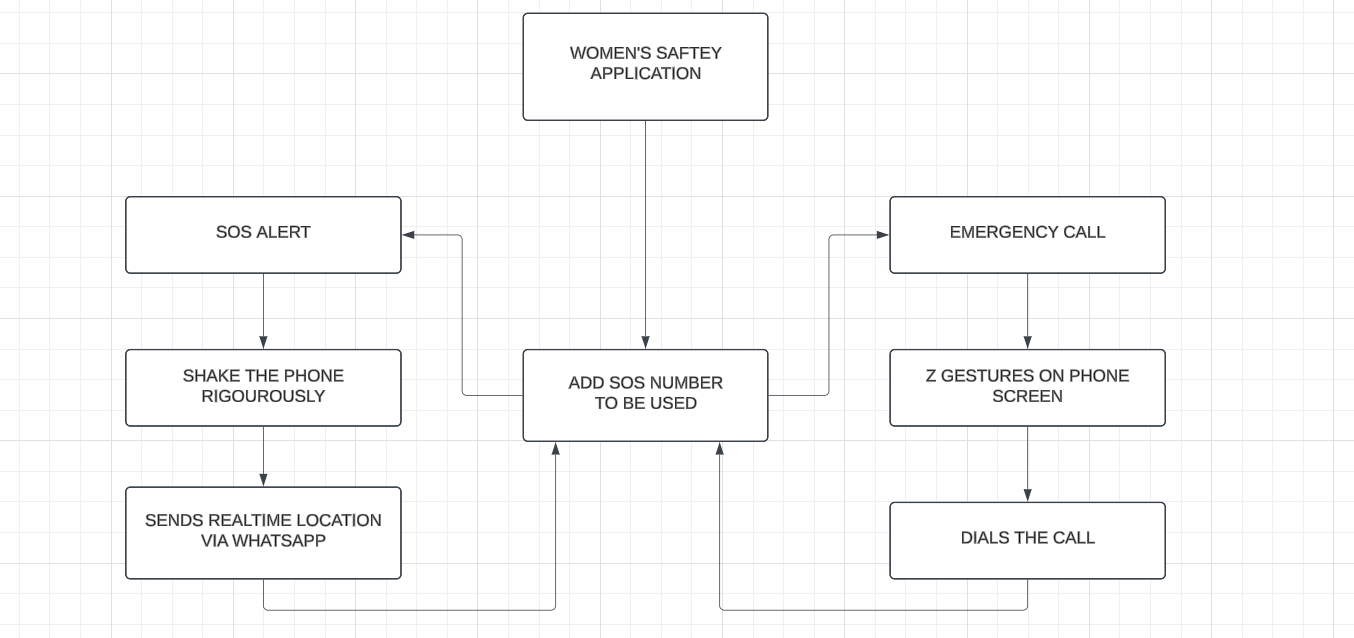 WOMEN'S SAFTEY
APPLICATION
SOS ALERT
EMERGENCY CALL
SHAKE THE PHONE
RIGOUROUSLY
ADD SOS NUMBER
TO BE USED
Z GESTURES ON PHONE
SCREEN
SENDS REALTIME LOCATION
VIA WHATSAPP
DIALS THE CALL